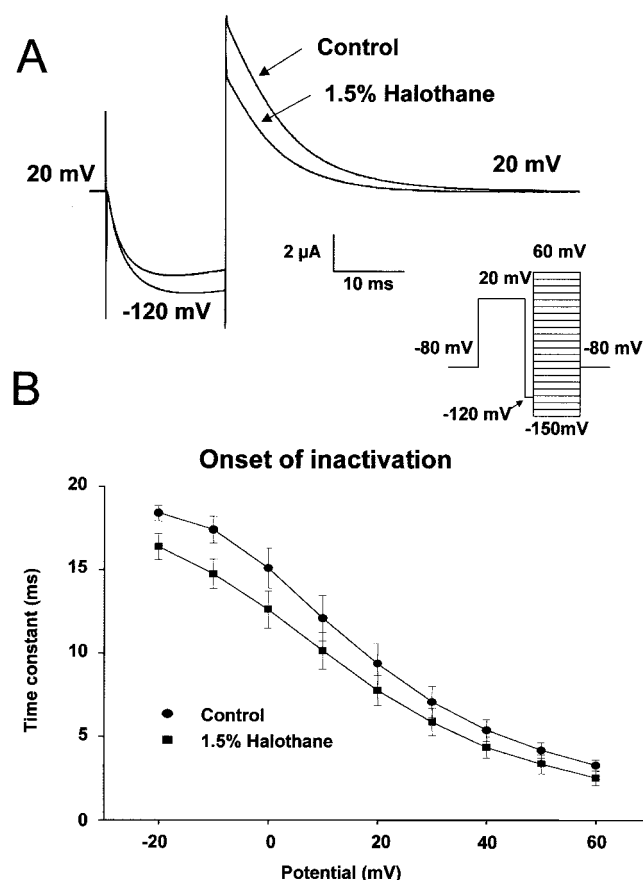 A
Control
1.5% Halothane
20 mV
20 mV
-120 mV
2 µA
10 ms
60 mV
20 mV
-80 mV
-80 mV
-120 mV
-150mV
B
Onset of inactivation
20
15
10
5
0
Time constant (ms)
Control
1.5% Halothane
-20
0
20
40
60
Potential (mV)